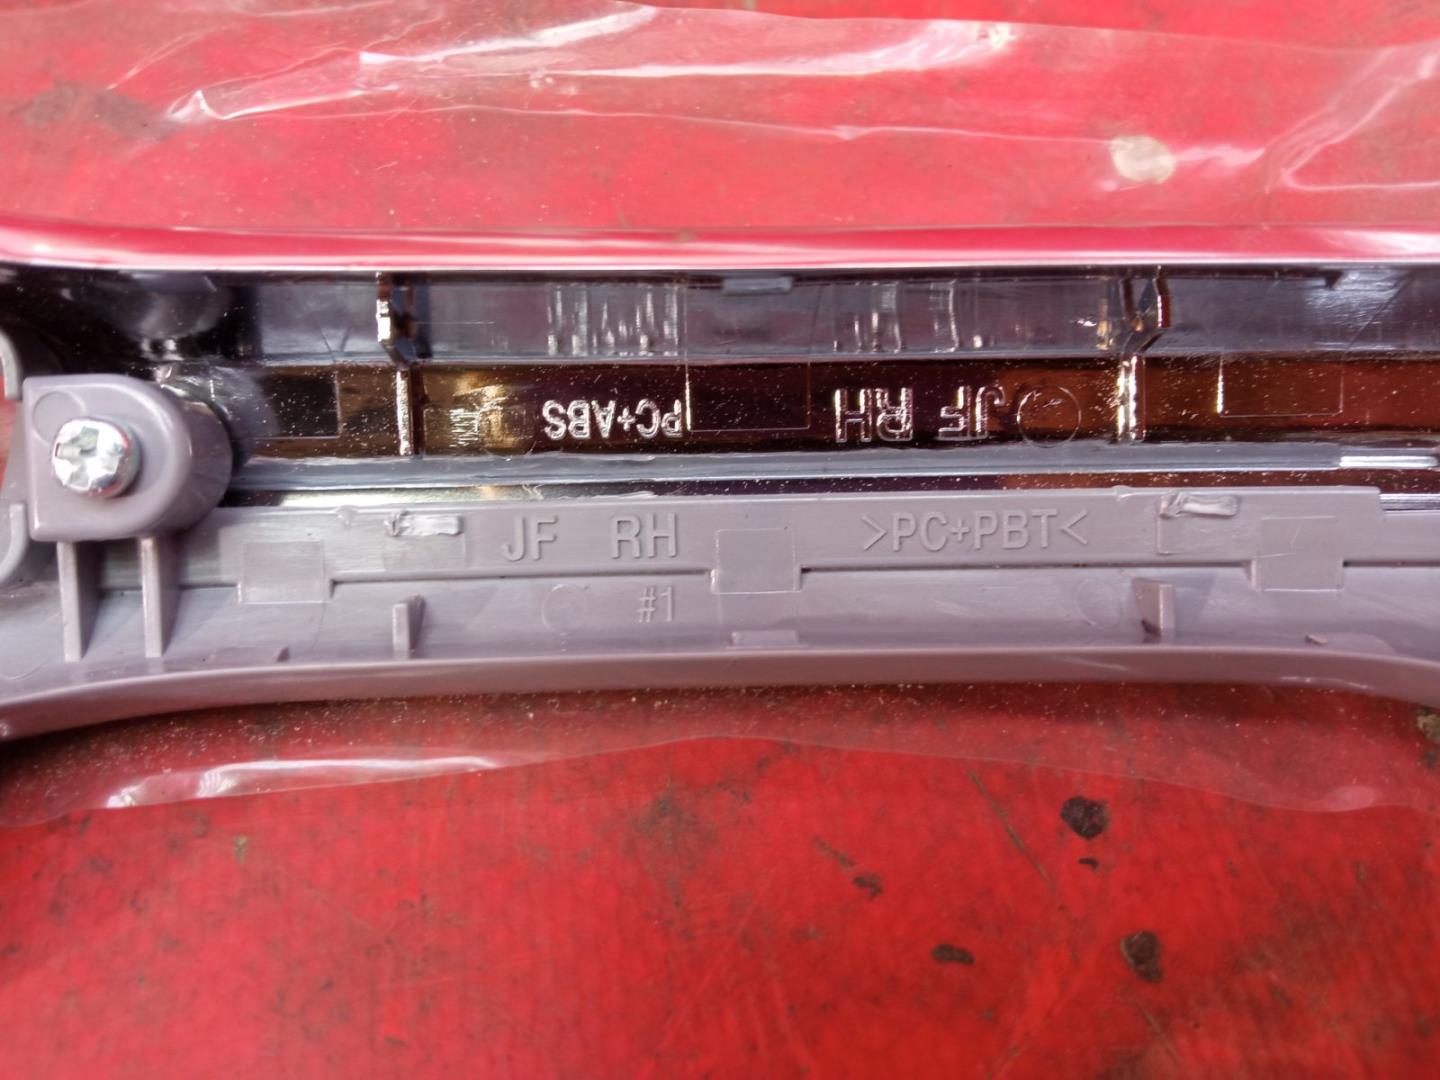 JF RH
PC+ABS
JF RH >PC+PBT<
#1